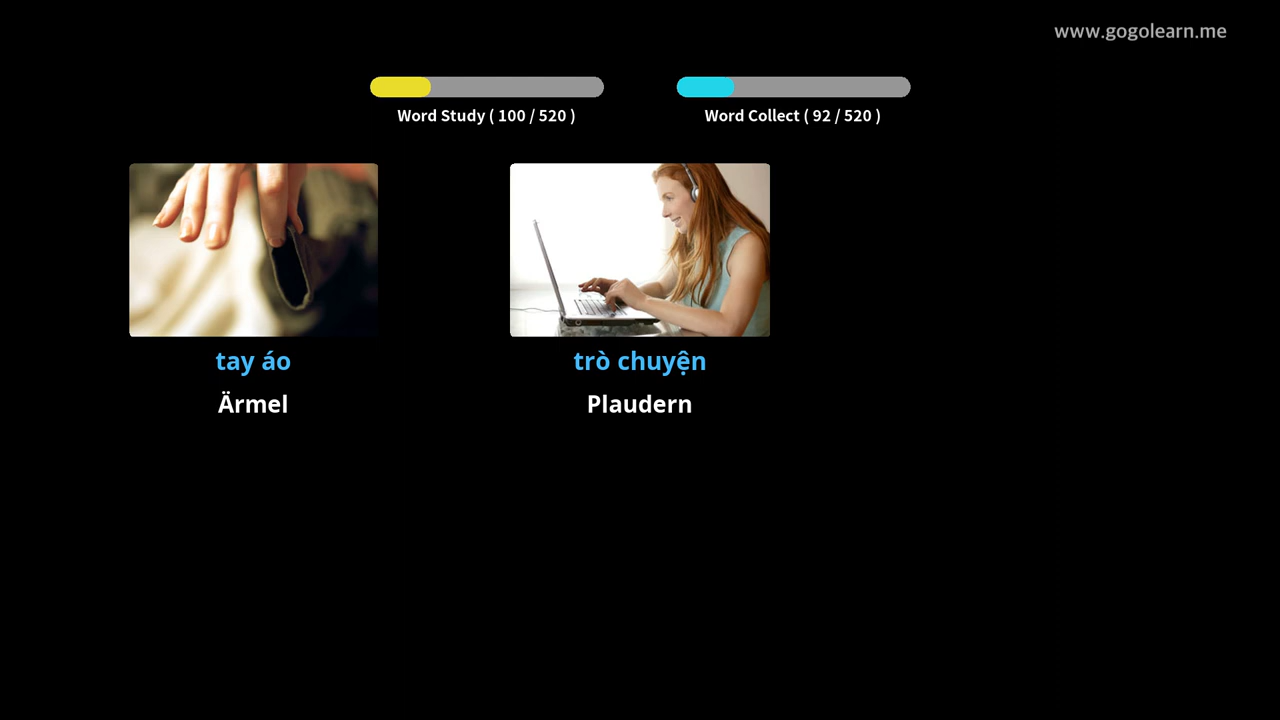 www.gogolearn.me
Word Study ( 100 / 520 )
Word Collect ( 92 / 520 )
tay áo
trò chuyện
Ärmel
Plaudern